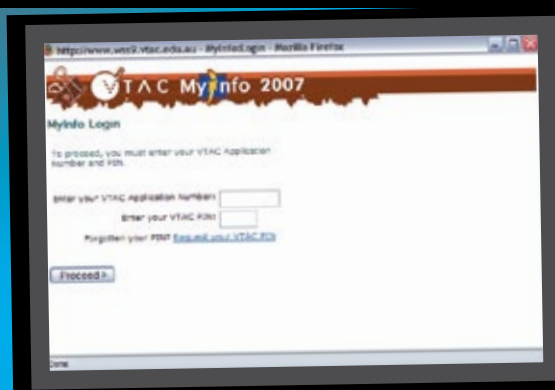 http://www.wss9.vtac.edu.au - MyInfoLogin - Mozilla Firefox
VTAC MyInfo 2007
MyInfo Login
To proceed, you must enter your VTAC Application
Number and PIN.
Enter your VTAC Application Number:
Enter your VTAC PIN:
Forgotten your PIN? Request your VTAC PIN
Proceed >
Done